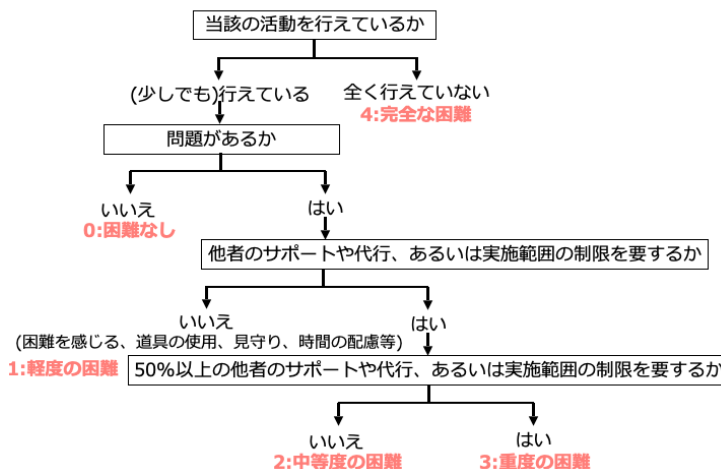 当該の活動を行えているか
(少しでも)行えている
全く行えていない
4:完全な困難
問題があるか
いいえ
はい
0:困難なし
他者のサポートや代行、あるいは実施範囲の制限を要するか
いいえ
はい
(困難を感じる、道具の使用、見守り、時間の配慮等)
1:軽度の困難
50%以上の他者のサポートや代行、あるいは実施範囲の制限を要するか
いいえ
はい
2:中等度の困難
3:重度の困難